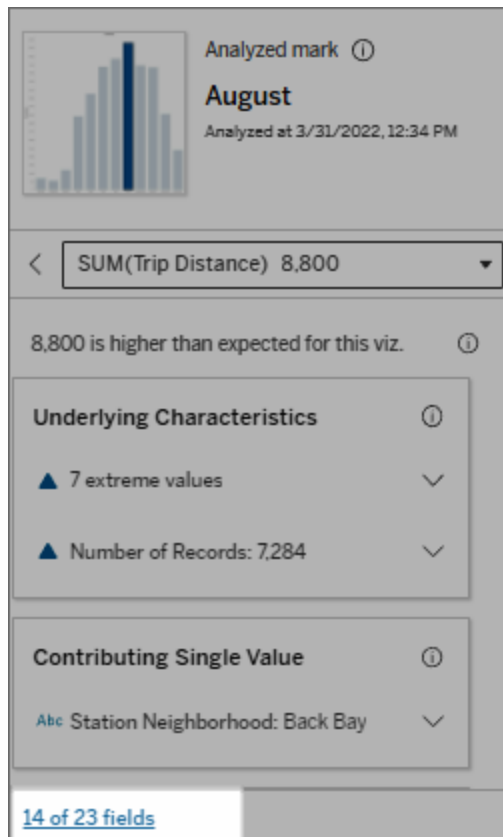 Analyzed mark
August
Analyzed at 3/31/2022, 12:34 PM
SUM(Trip Distance) 8,800
8,800 is higher than expected for this viz.
Underlying Characteristics
7 extreme values
Number of Records: 7,284
Contributing Single Value
Abc Station Neighborhood: Back Bay
14 of 23 fields